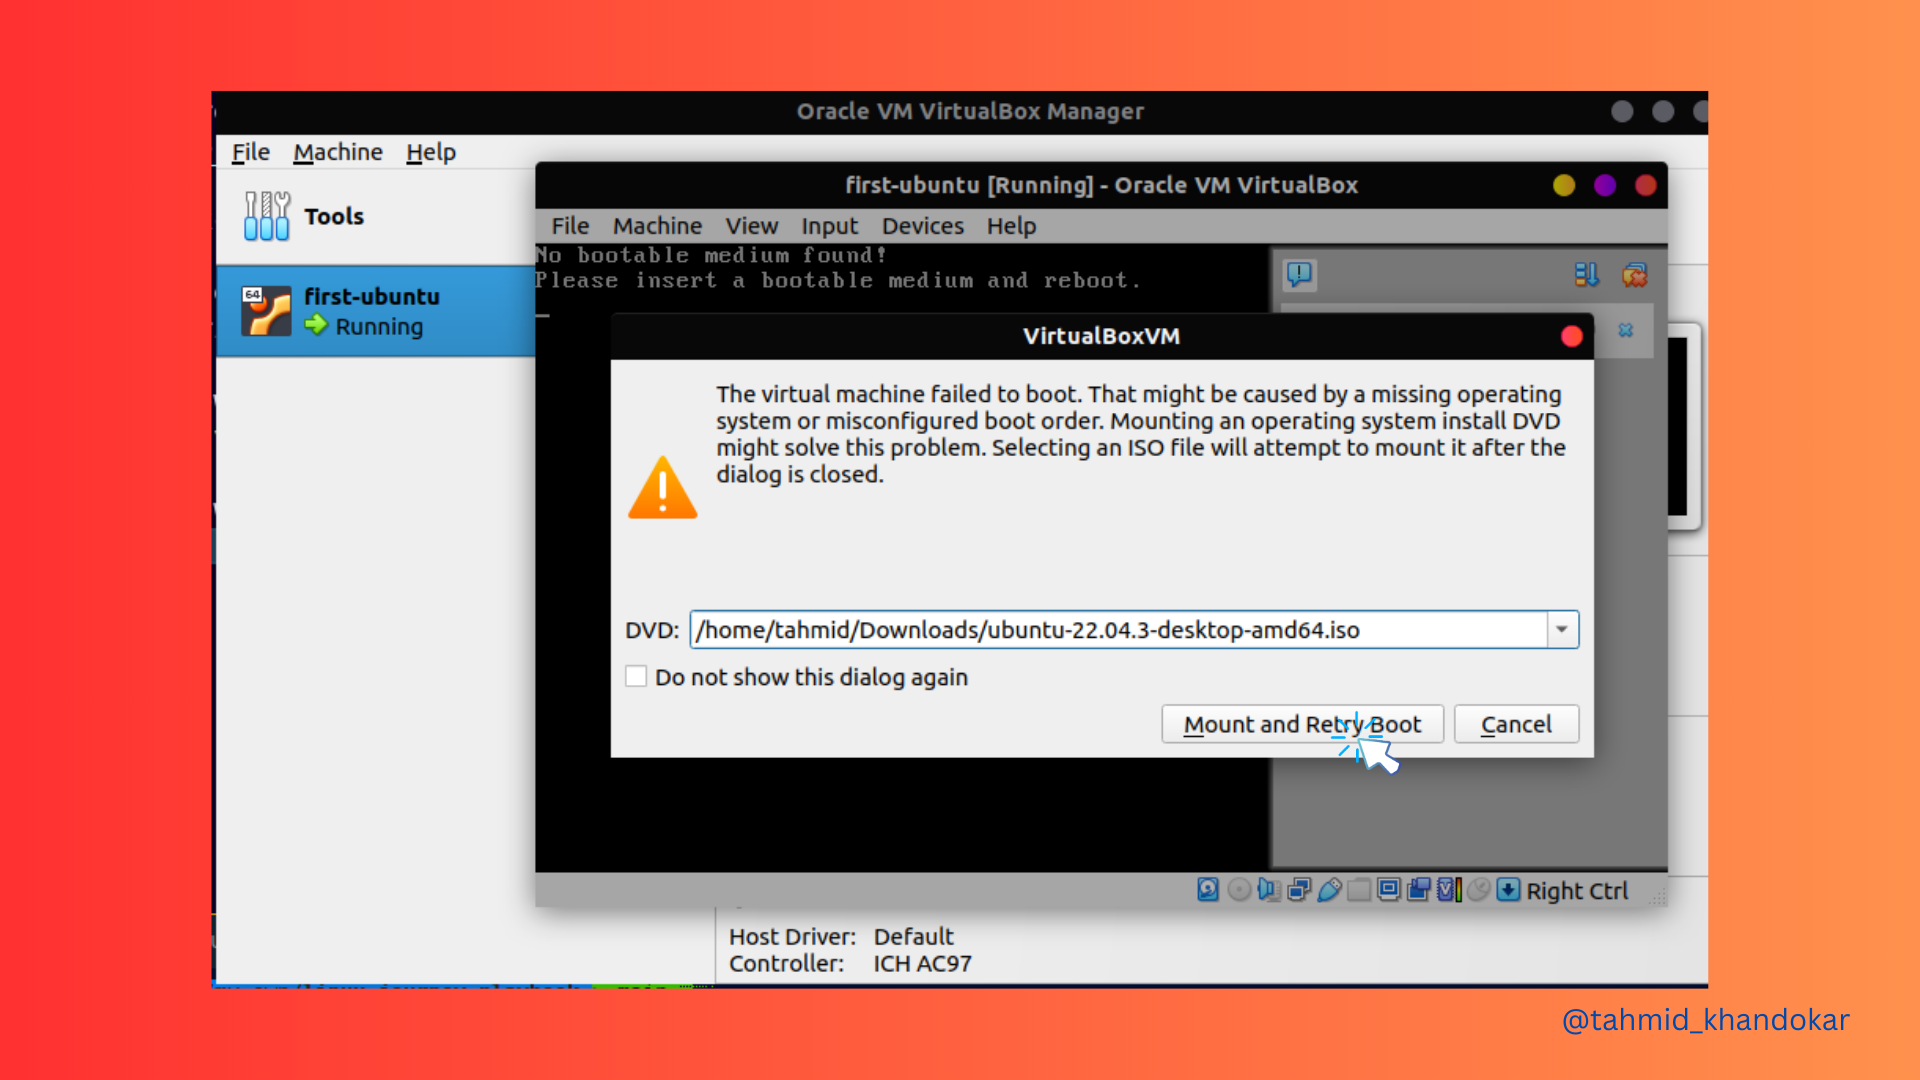 Oracle VM VirtualBox Manager
File Machine Help
Tools
64
first-ubuntu
Running
first-ubuntu [Running] - Oracle VM VirtualBox
File Machine View Input Devices Help
No bootable medium found!
Please insert a bootable medium and reboot.
VirtualBoxVM
The virtual machine failed to boot. That might be caused by a missing operating
system or misconfigured boot order. Mounting an operating system install DVD
might solve this problem. Selecting an ISO file will attempt to mount it after the
dialog is closed.
DVD: /home/tahmid/Downloads/ubuntu-22.04.3-desktop-amd64.iso
Do not show this dialog again
Mount and Retry Boot Cancel
Right Ctrl
Host Driver: Default
Controller: ICH AC97
@tahmid_khandokar